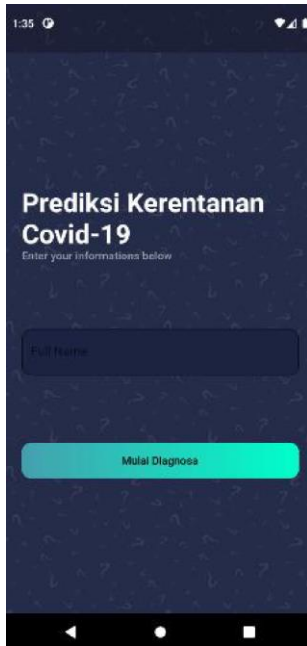 1:35
Prediksi Kerentanan
Covid-19
Enter your informations below
Full Name
Mulai Diagnosa